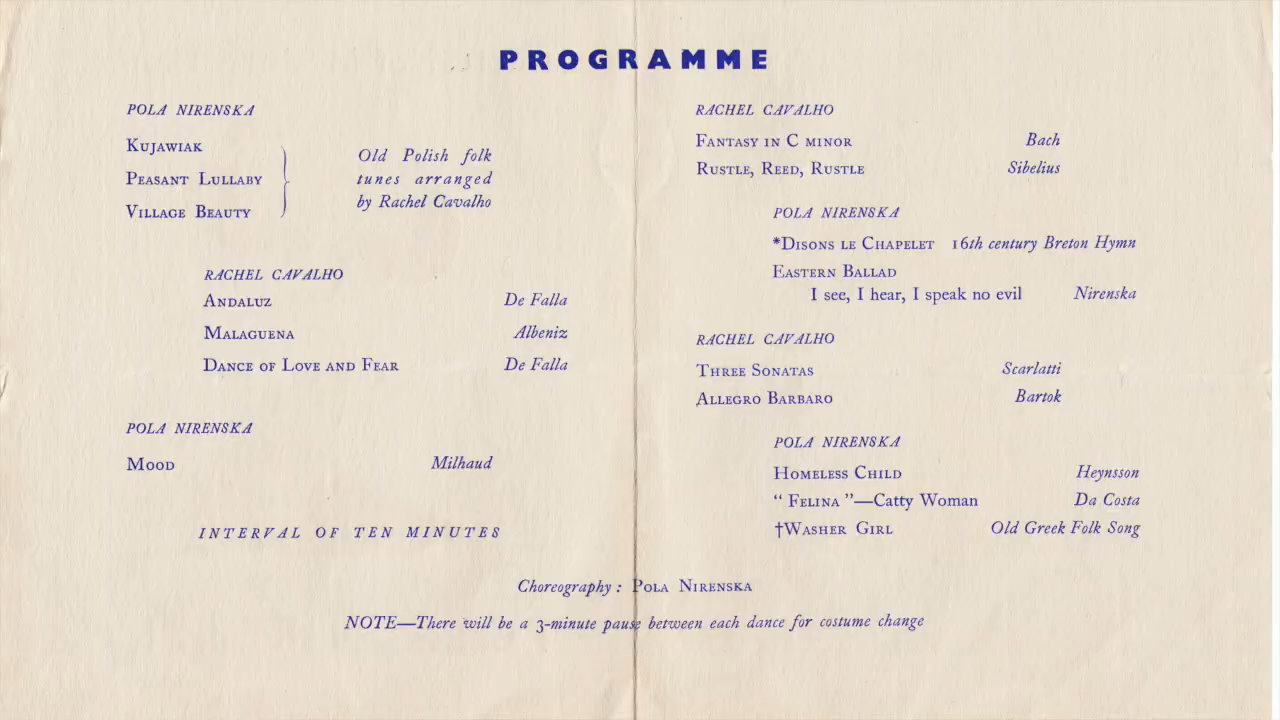 PROGRAMME
POLA NIRENSKA
KUJAWIAK
PEASANT LULLABY
VILLAGE BEAUTY
Old Polish folk
tunes arranged
by Rachel Cavalho
RACHEL CAVALHO
ANDALUZ De Falla
MALAGUENA Albeniz
DANCE OF LOVE AND FEAR De Falla
POLA NIRENSKA
MOOD Milhaud
INTERVAL OF TEN MINUTES
RACHEL CAVALHO
FANTASY IN C MINOR Bach
RUSTLE, REED, RUSTLE Sibelius
POLA NIRENSKA
*DISONS LE CHAPELET 16th century Breton Hymn
EASTERN BALLAD
I see, I hear, I speak no evil Nirenska
RACHEL CAVALHO
THREE SONATAS Scarlatti
ALLEGRO BARBARO Bartok
POLA NIRENSKA
HOMELESS CHILD Heynsson
“ FELINA ”—Catty Woman Da Costa
†WASHER GIRL Old Greek Folk Song
Choreography : POLA NIRENSKA
NOTE—There will be a 3-minute pause between each dance for costume change